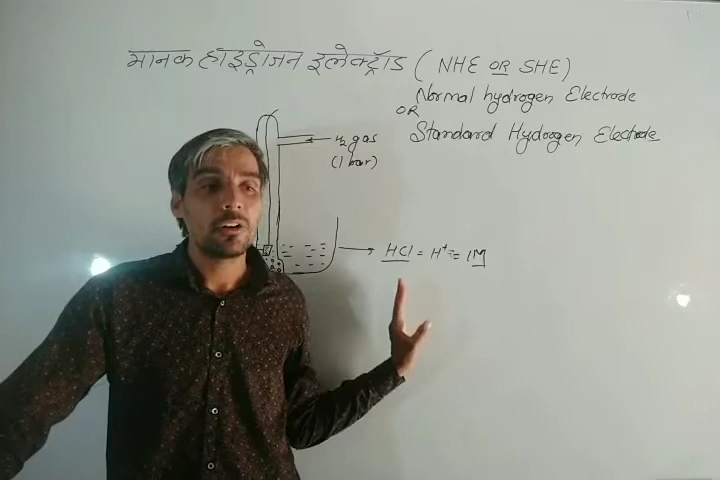 मानक हाइड्रोजन इलेक्ट्रॉड ( NHE OR SHE )
Normal hydrogen Electrode
OR
Standard Hydrogen Electode
H₂ gas
(1 bar)
HCl = H⁺ = 1M